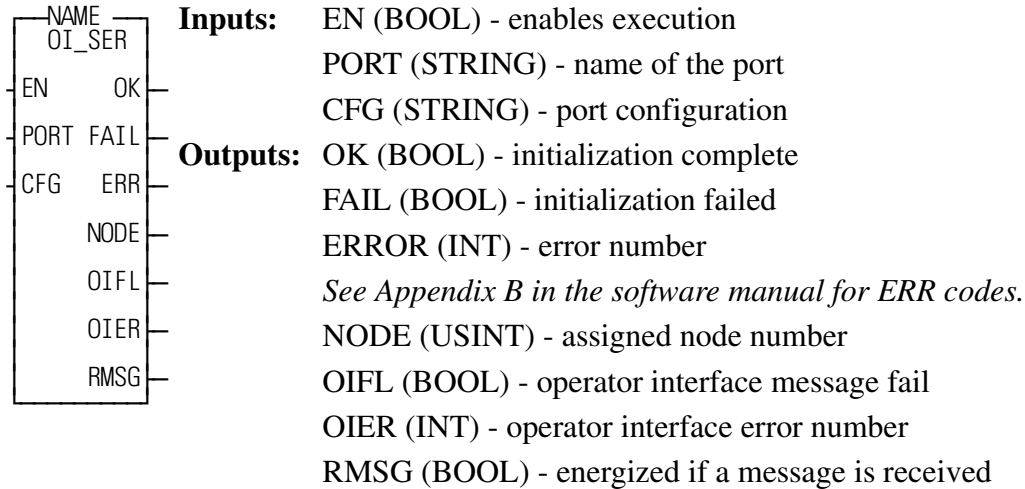 NAME
OI_SER
EN OK
PORT FAIL
CFG ERR
NODE
OIFL
OIER
RMSG
Inputs: EN (BOOL) - enables execution
PORT (STRING) - name of the port
CFG (STRING) - port configuration
Outputs: OK (BOOL) - initialization complete
FAIL (BOOL) - initialization failed
ERROR (INT) - error number
See Appendix B in the software manual for ERR codes.
NODE (USINT) - assigned node number
OIFL (BOOL) - operator interface message fail
OIER (INT) - operator interface error number
RMSG (BOOL) - energized if a message is received